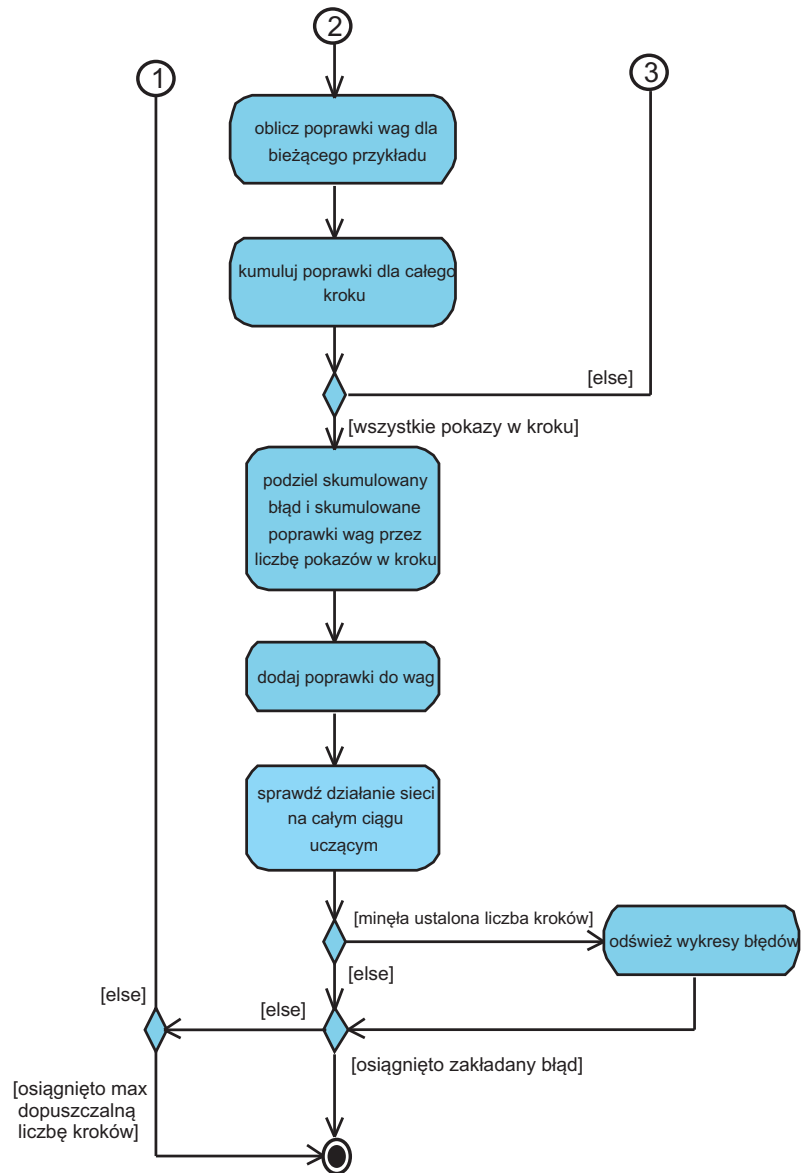 2
1
3
oblicz poprawki wag dla
bieżącego przykładu
kumuluj poprawki dla całego
kroku
[else]
[wszystkie pokazy w kroku]
podziel skumulowany
błąd i skumulowane
poprawki wag przez
liczbę pokazów w kroku
dodaj poprawki do wag
sprawdź działanie sieci
na całym ciągu
uczącym
[minęła ustalona liczba kroków]
odśwież wykresy błędów
[else]
[else]
[else]
[osiągnięto zakładany błąd]
[osiągnięto max
dopuszczalną
liczbę kroków]